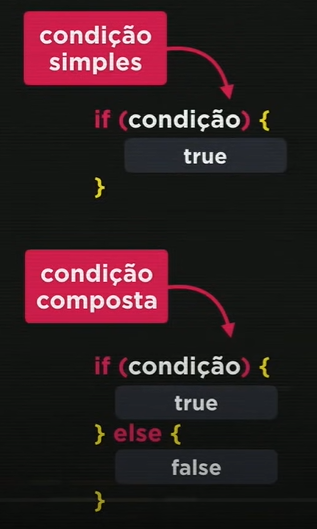 condição
simples
if (condição) {
true
}
condição
composta
if (condição) {
true
} else {
false
}